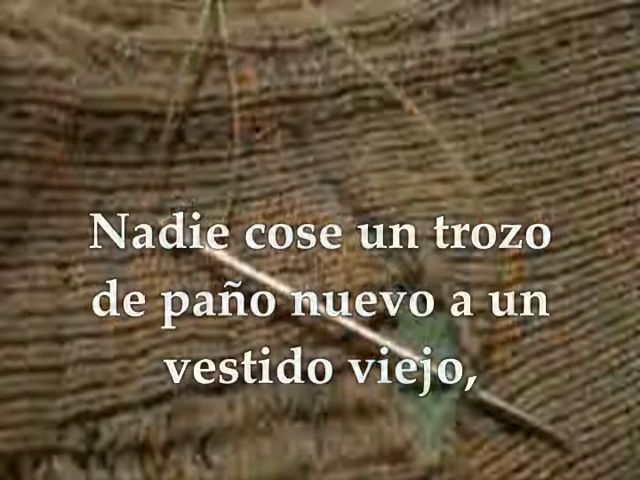 Nadie cose un trozo
de paño nuevo a un
vestido viejo,